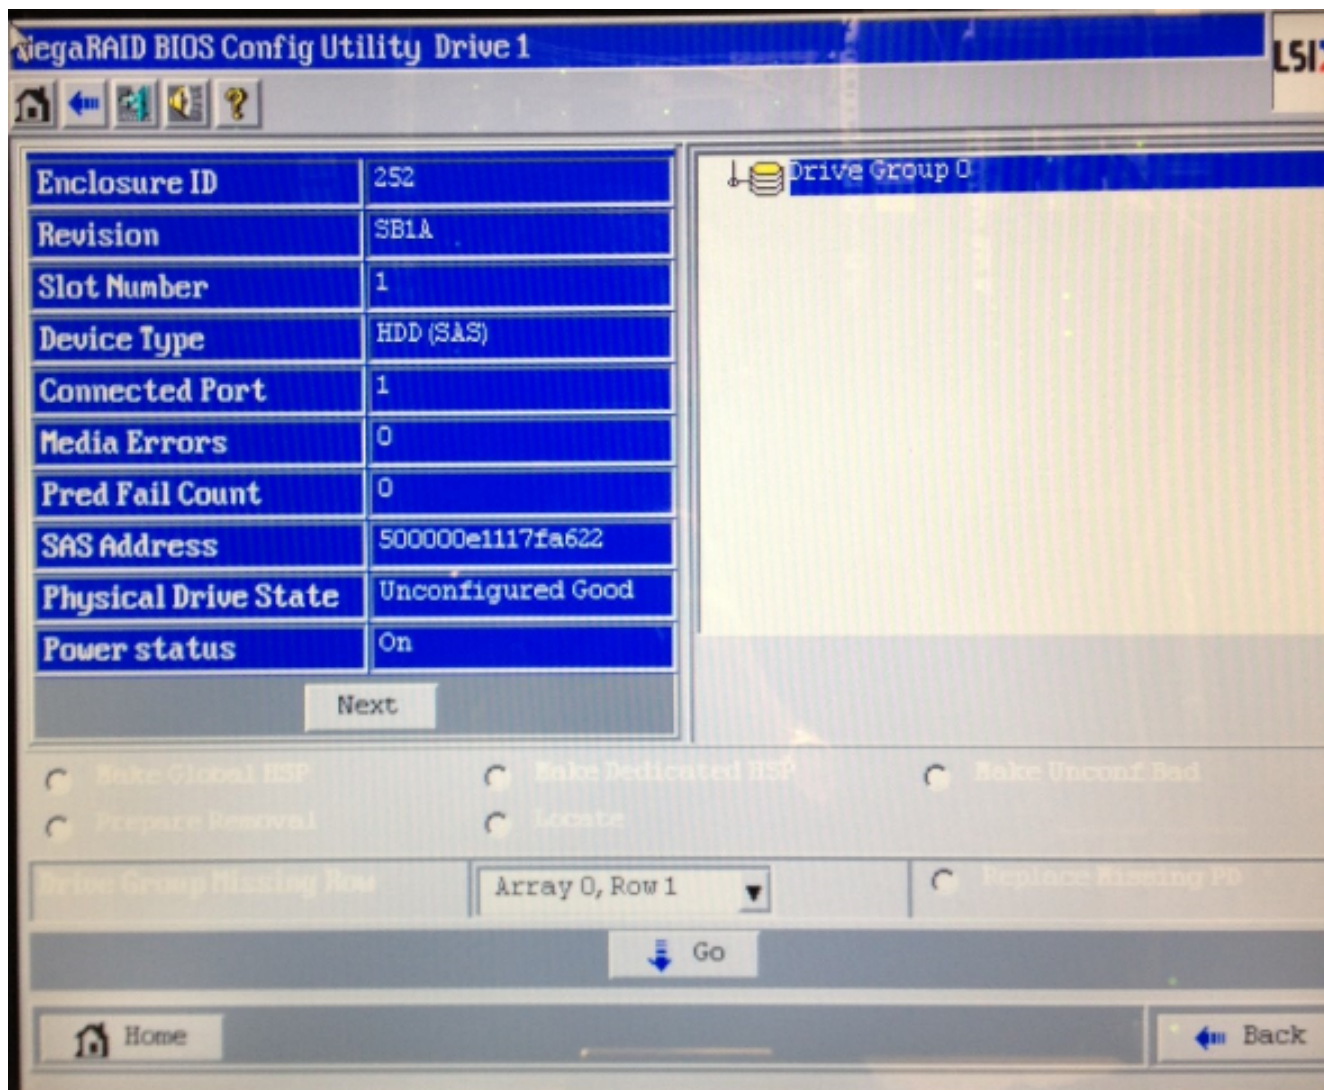 MegaRAID BIOS Config Utility Drive 1
LSI
Enclosure ID 252
Revision SB1A
Slot Number 1
Device Type HDD (SAS)
Connected Port 1
Media Errors 0
Pred Fail Count 0
SAS Address 500000e1117fa622
Physical Drive State Unconfigured Good
Power status On
Next
Drive Group 0
Make Global HSP Make Dedicated HSP Make Unconf Bad
Prepare Removal Locate
Drive Group Missing Row Array 0, Row 1 Replace Missing PD
Go
Home Back